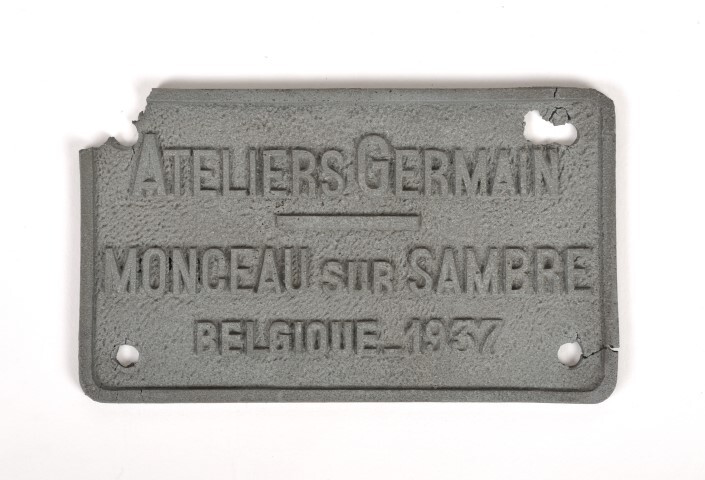 ATELIERS GERMAIN
MONCEAU SUR SAMBRE
BELGIQUE_1937